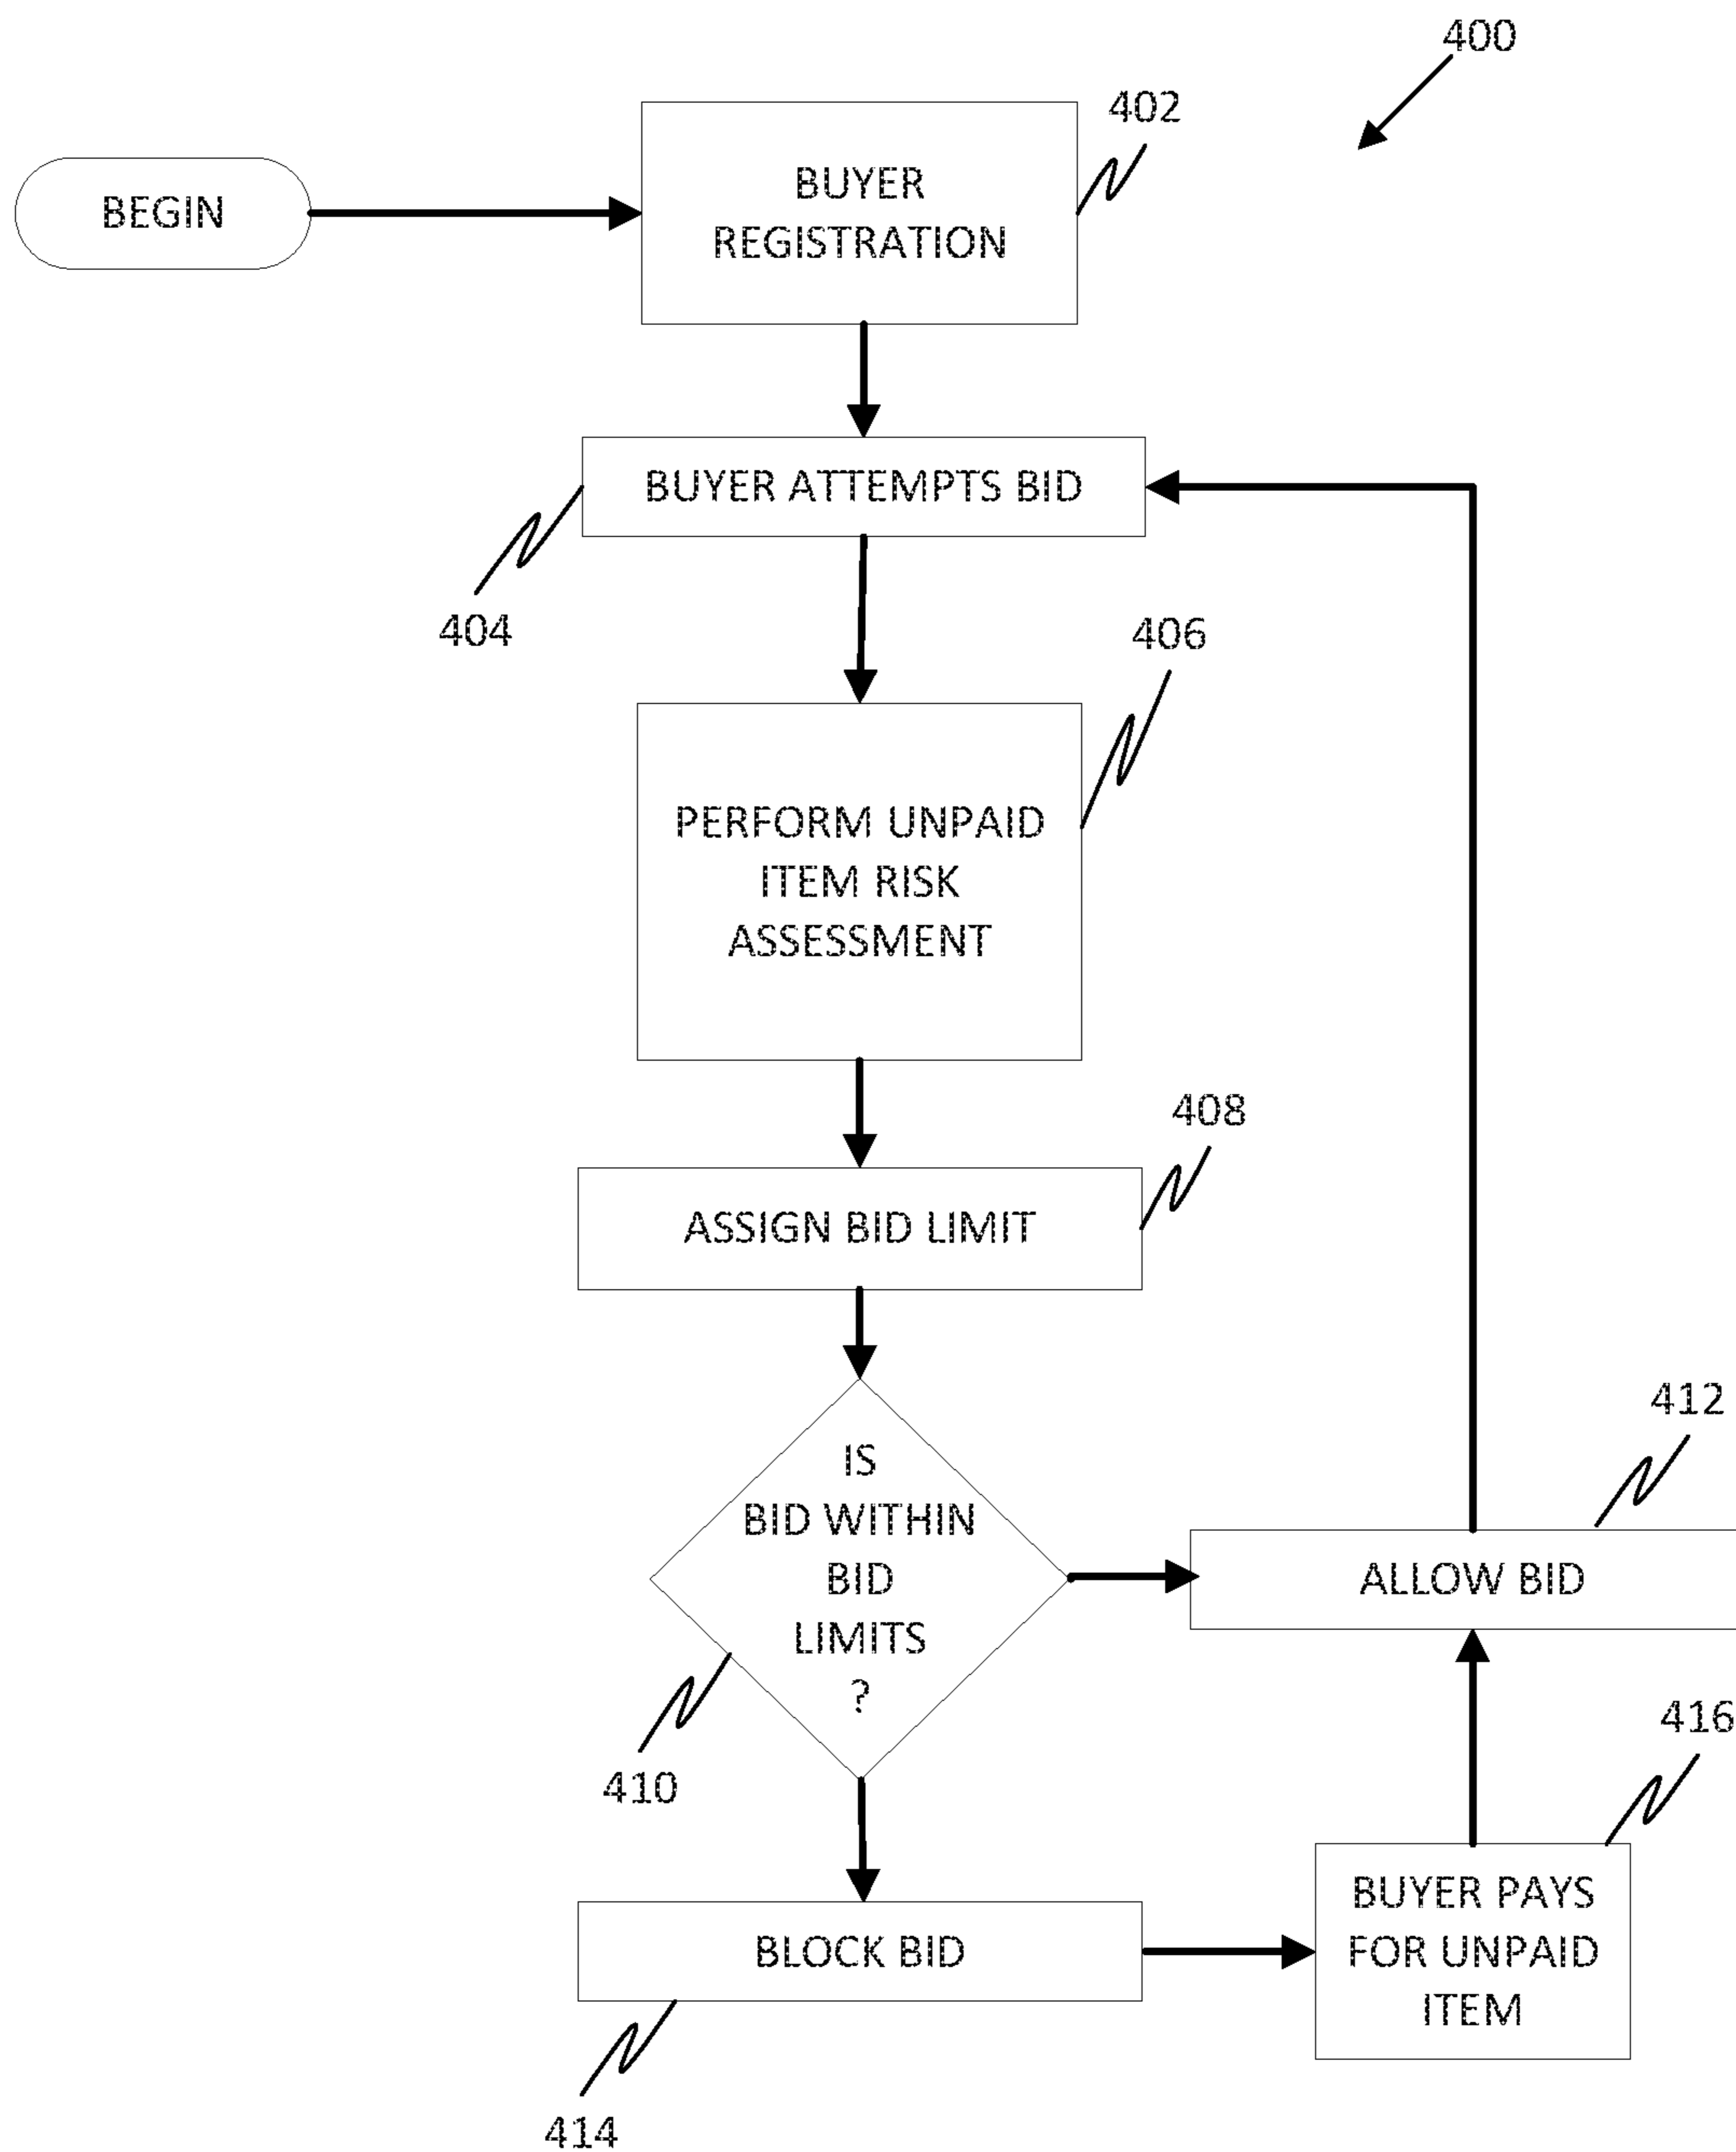 400
402
BEGIN
BUYER
REGISTRATION
BUYER ATTEMPTS BID
404
406
PERFORM UNPAID
ITEM RISK
ASSESSMENT
408
ASSIGN BID LIMIT
IS
BID WITHIN
BID
LIMITS
?
410
412
ALLOW BID
416
BLOCK BID
414
BUYER PAYS
FOR UNPAID
ITEM